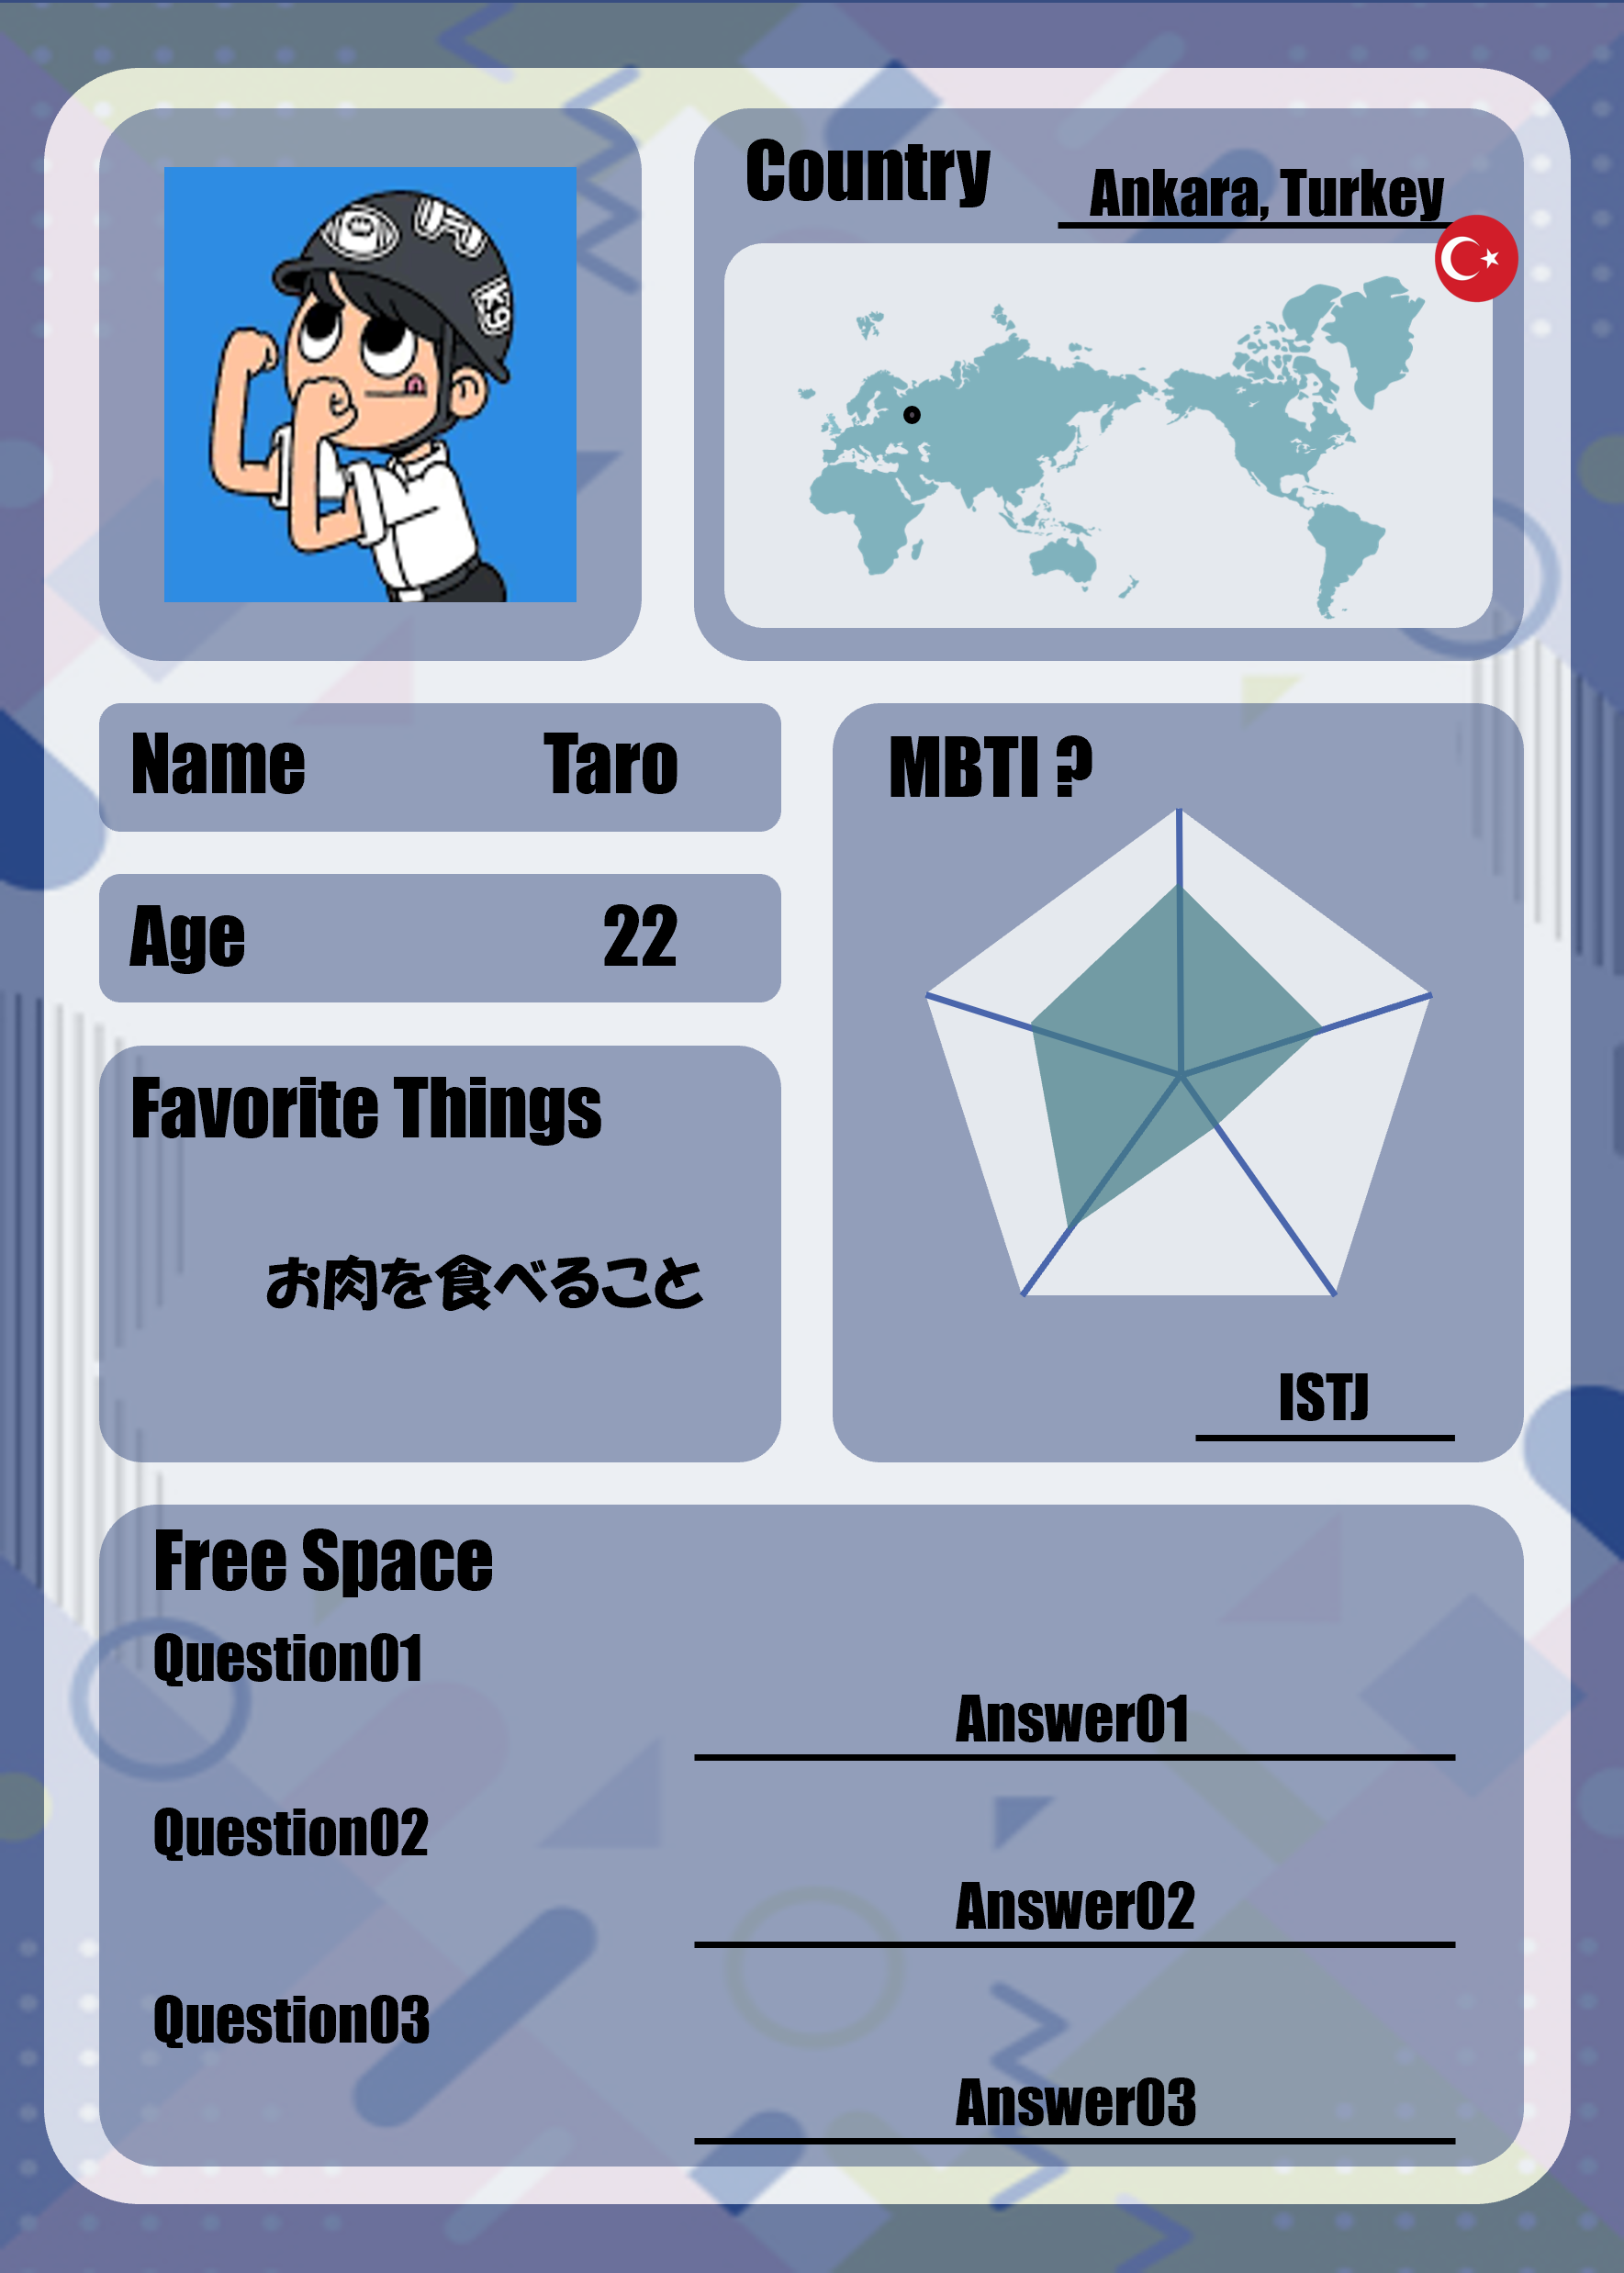 Country
Ankara, Turkey
K9
Name
Taro
Age
22
MBTI ?
Favorite Things
お肉を食べること
ISTJ
Free Space
Question01
Answer01
Question02
Answer02
Question03
Answer03